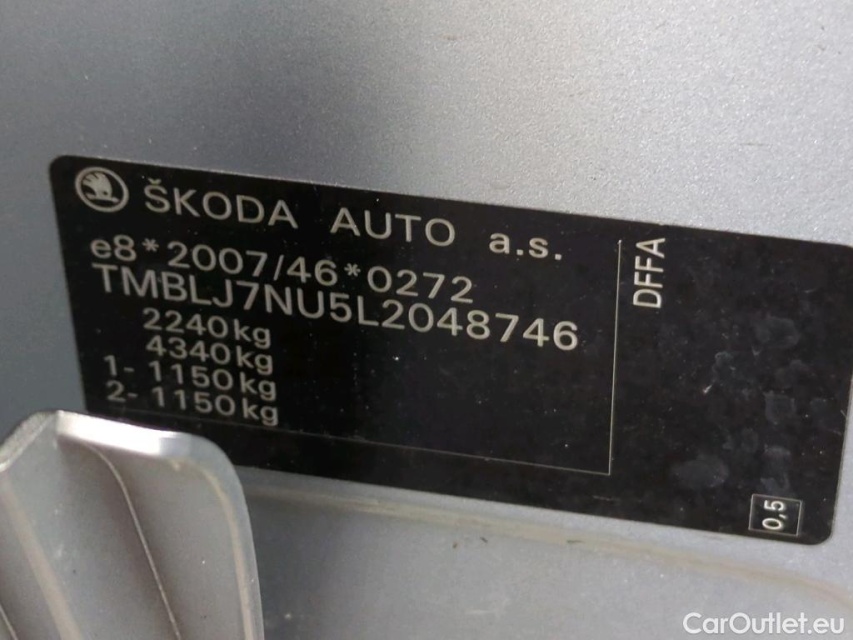 ŠKODA AUTO a.s.
e8*2007/46*0272
TMBLJ7NU5L2048746
2240kg
4340kg
1- 1150kg
2- 1150kg
DFFA
0,5
CarOutlet.eu